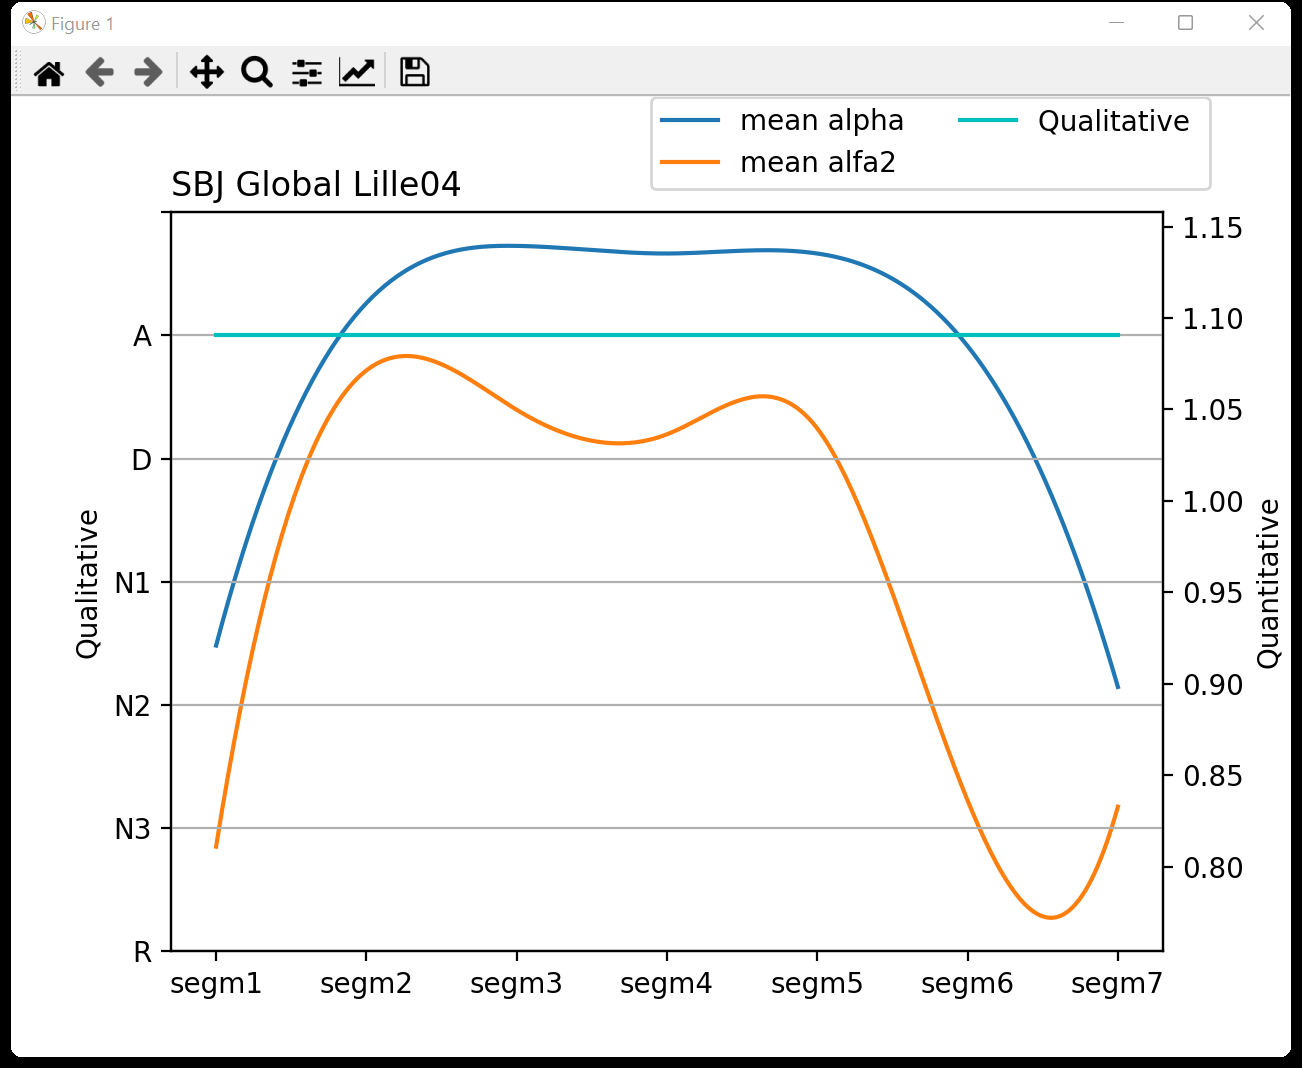 Figure 1
mean alpha
mean alfa2
Qualitative
SBJ Global Lille04
A
D
N1
N2
N3
R
Qualitative
1.15
1.10
1.05
1.00
0.95
0.90
0.85
0.80
Quantitative
segm1 segm2 segm3 segm4 segm5 segm6 segm7